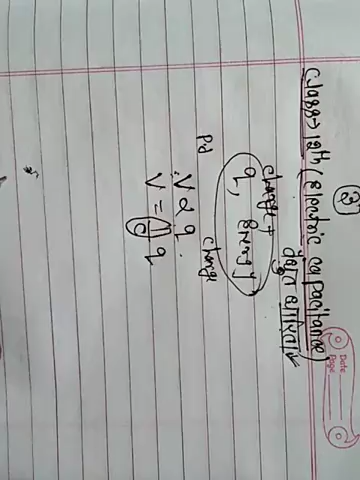 ③
Date
Page
Class → 12th (Electric capacitance)
charge +
q, energy
Pd charge
V α q
V = 1/C q